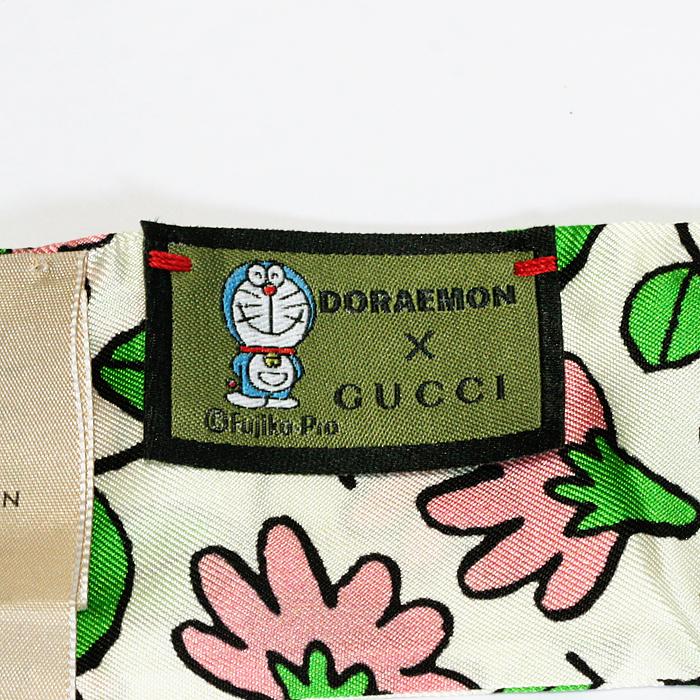 DORAEMON
X
GUCCI
©Fujiko-Pro
N